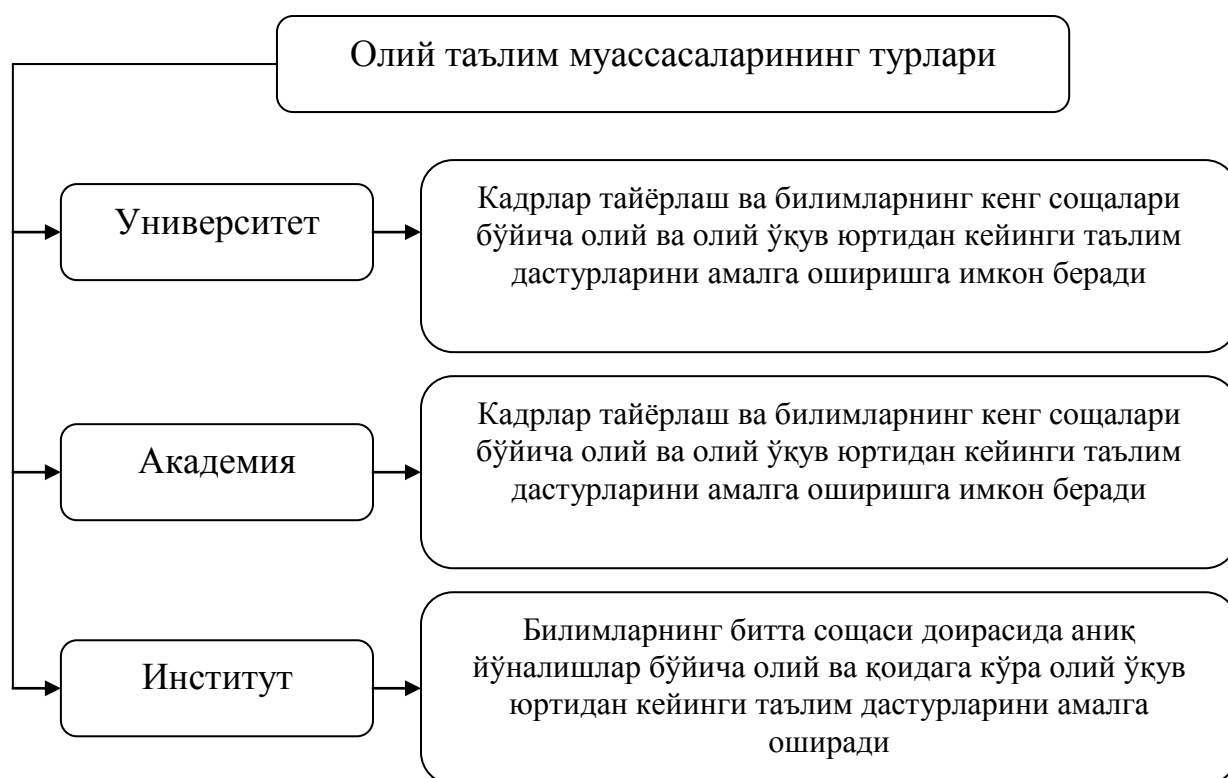 Олий таълим муассасаларининг турлари
Университет
Кадрлар тайёрлаш ва билимларнинг кенг сощалари
бўйича олий ва олий ўқув юртидан кейинги таълим
дастурларини амалга оширишга имкон беради
Академия
Кадрлар тайёрлаш ва билимларнинг кенг сощалари
бўйича олий ва олий ўқув юртидан кейинги таълим
дастурларини амалга оширишга имкон беради
Институт
Билимларнинг битта сощаси доирасида аниқ
йўналишлар бўйича олий ва қоидага кўра олий ўқув
юртидан кейинги таълим дастурларини амалга
оширади